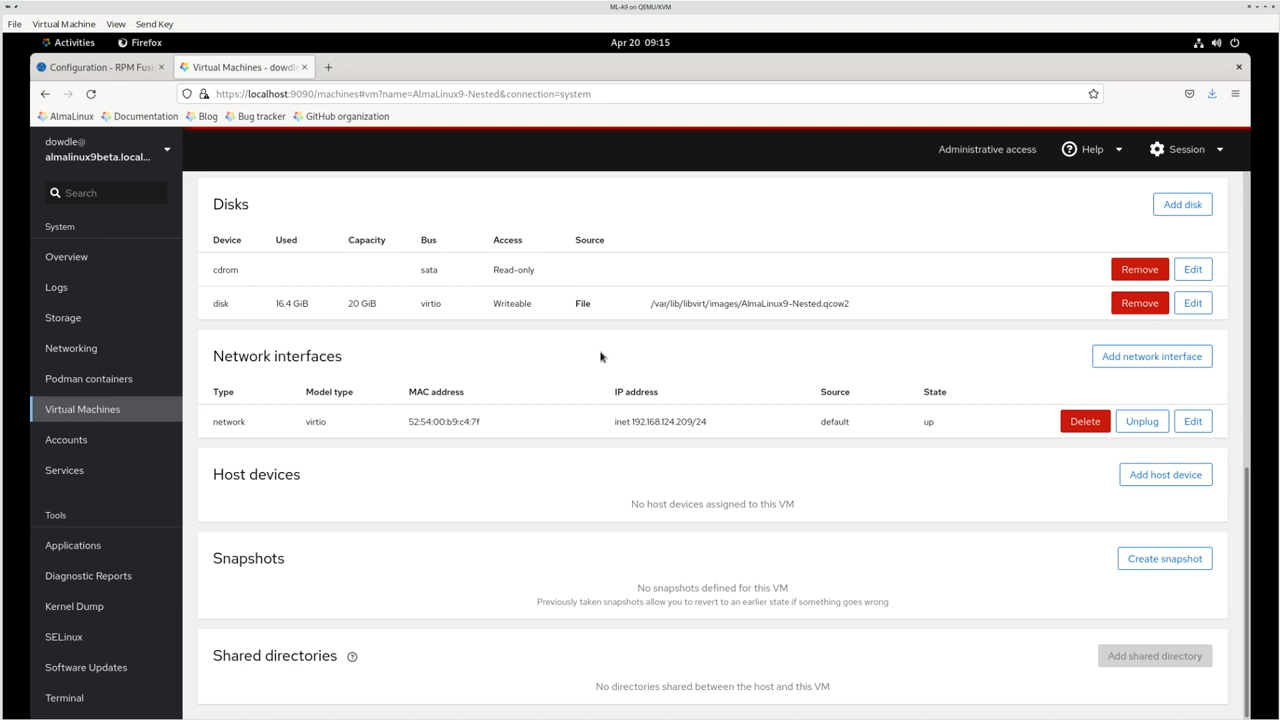 ML-A9 on QEMU/KVM
File Virtual Machine View Send Key
Activities Firefox Apr 20 09:15
Configuration - RPM Fus Virtual Machines - dowdle
https://localhost:9090/machines#vm?name=AlmaLinux9-Nested&connection=system
AlmaLinux Documentation Blog Bug tracker GitHub organization
dowdle@
almalinux9beta.local...
Administrative access Help Session
Search
System
Overview
Logs
Storage
Networking
Podman containers
Virtual Machines
Accounts
Services
Tools
Applications
Diagnostic Reports
Kernel Dump
SELinux
Software Updates
Terminal
Disks Add disk
Device Used Capacity Bus Access Source
cdrom sata Read-only Remove Edit
disk 16.4 GiB 20 GiB virtio Writeable File /var/lib/libvirt/images/AlmaLinux9-Nested.qcow2 Remove Edit
Network interfaces Add network interface
Type Model type MAC address IP address Source State
network virtio 52:54:00:b9:c4:7f inet 192.168.124.209/24 default up Delete Unplug Edit
Host devices Add host device
No host devices assigned to this VM
Snapshots Create snapshot
No snapshots defined for this VM
Previously taken snapshots allow you to revert to an earlier state if something goes wrong
Shared directories Add shared directory
No directories shared between the host and this VM